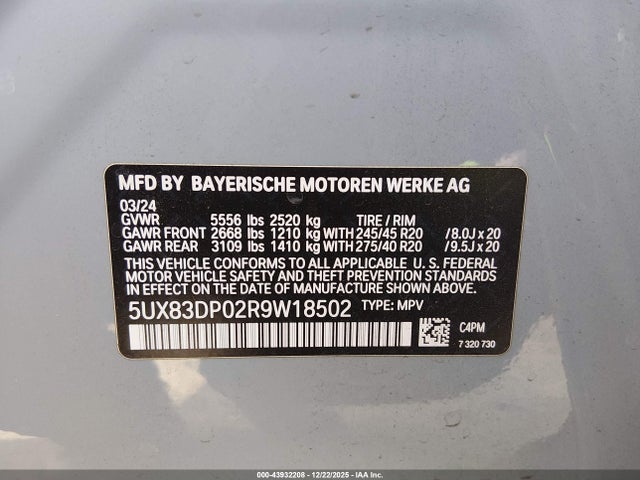 MFD BY BAYERISCHE MOTOREN WERKE AG
03/24
GVWR 5556 lbs 2520 kg TIRE / RIM
GAWR FRONT 2668 lbs 1210 kg WITH 245/45 R20 /8.0J x 20
GAWR REAR 3109 lbs 1410 kg WITH 275/40 R20 /9.5J x 20
THIS VEHICLE CONFORMS TO ALL APPLICABLE U. S. FEDERAL
MOTOR VEHICLE SAFETY, BUMPER, AND THEFT PREVENTION STANDARDS
IN EFFECT ON THE DATE OF MANUFACTURE SHOWN ABOVE.
5UX83DP02R9W18502 TYPE: MPV
C4PM
7 320 730
000-43932208 - 12/22/2025 - IAA Inc.